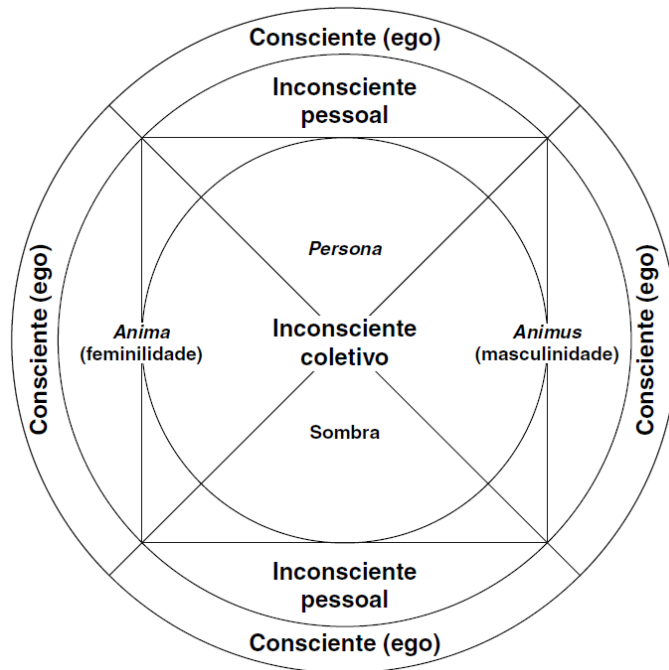 Consciente (ego)
Inconsciente
pessoal
Persona
Consciente (ego)
Anima
(feminilidade)
Inconsciente
coletivo
Animus
(masculinidade)
Consciente (ego)
Sombra
Inconsciente
pessoal
Consciente (ego)